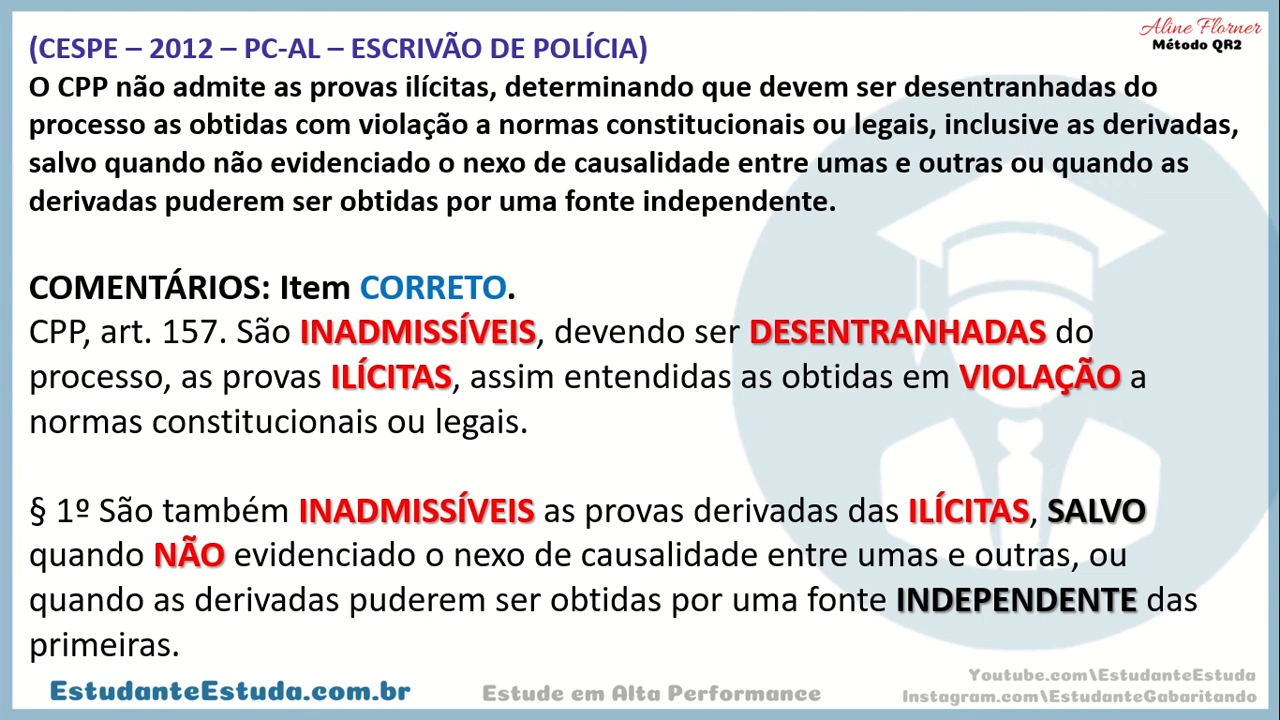 Aline Florner
Método QR2
(CESPE – 2012 – PC-AL – ESCRIVÃO DE POLÍCIA)
O CPP não admite as provas ilícitas, determinando que devem ser desentranhadas do
processo as obtidas com violação a normas constitucionais ou legais, inclusive as derivadas,
salvo quando não evidenciado o nexo de causalidade entre umas e outras ou quando as
derivadas puderem ser obtidas por uma fonte independente.
COMENTÁRIOS: Item CORRETO.
CPP, art. 157. São INADMISSÍVEIS, devendo ser DESENTRANHADAS do
processo, as provas ILÍCITAS, assim entendidas as obtidas em VIOLAÇÃO a
normas constitucionais ou legais.
§ 1º São também INADMISSÍVEIS as provas derivadas das ILÍCITAS, SALVO
quando NÃO evidenciado o nexo de causalidade entre umas e outras, ou
quando as derivadas puderem ser obtidas por uma fonte INDEPENDENTE das
primeiras.
EstudanteEstuda.com.br
Estude em Alta Performance
Youtube.com\EstudanteEstuda
Instagram.com\EstudanteGabaritando